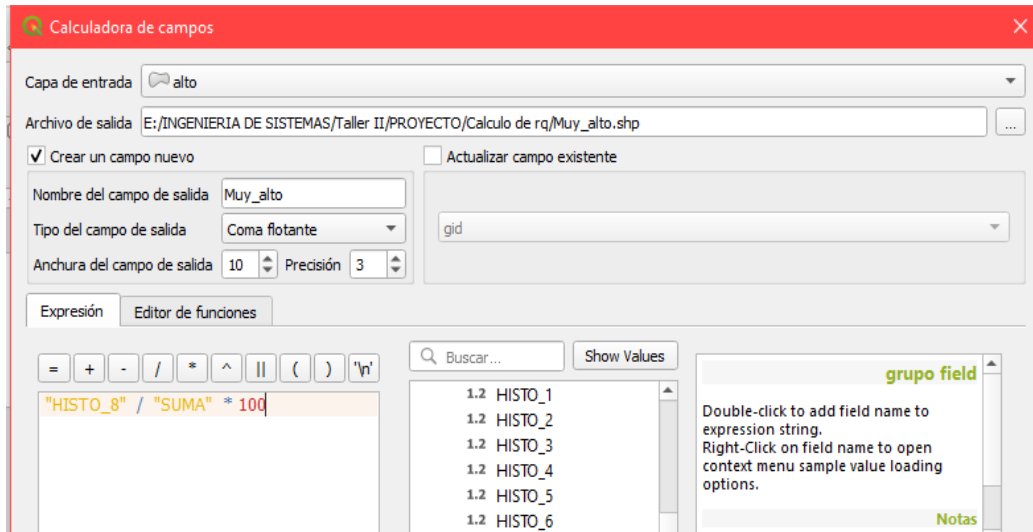 Calculadora de campos
Capa de entrada alto
Archivo de salida E:/INGENIERIA DE SISTEMAS/Taller II/PROYECTO/Calculo de rq/Muy_alto.shp ...
Crear un campo nuevo
Actualizar campo existente
Nombre del campo de salida Muy_alto
Tipo del campo de salida Coma flotante
gid
Anchura del campo de salida 10 Precisión 3
Expresión Editor de funciones
= + - / * ^ || ( ) '\n'
"HISTO_8" / "SUMA" * 100
Buscar... Show Values
1.2 HISTO_1
1.2 HISTO_2
1.2 HISTO_3
1.2 HISTO_4
1.2 HISTO_5
1.2 HISTO_6
grupo field
Double-click to add field name to
expression string.
Right-Click on field name to open
context menu sample value loading
options.
Notas